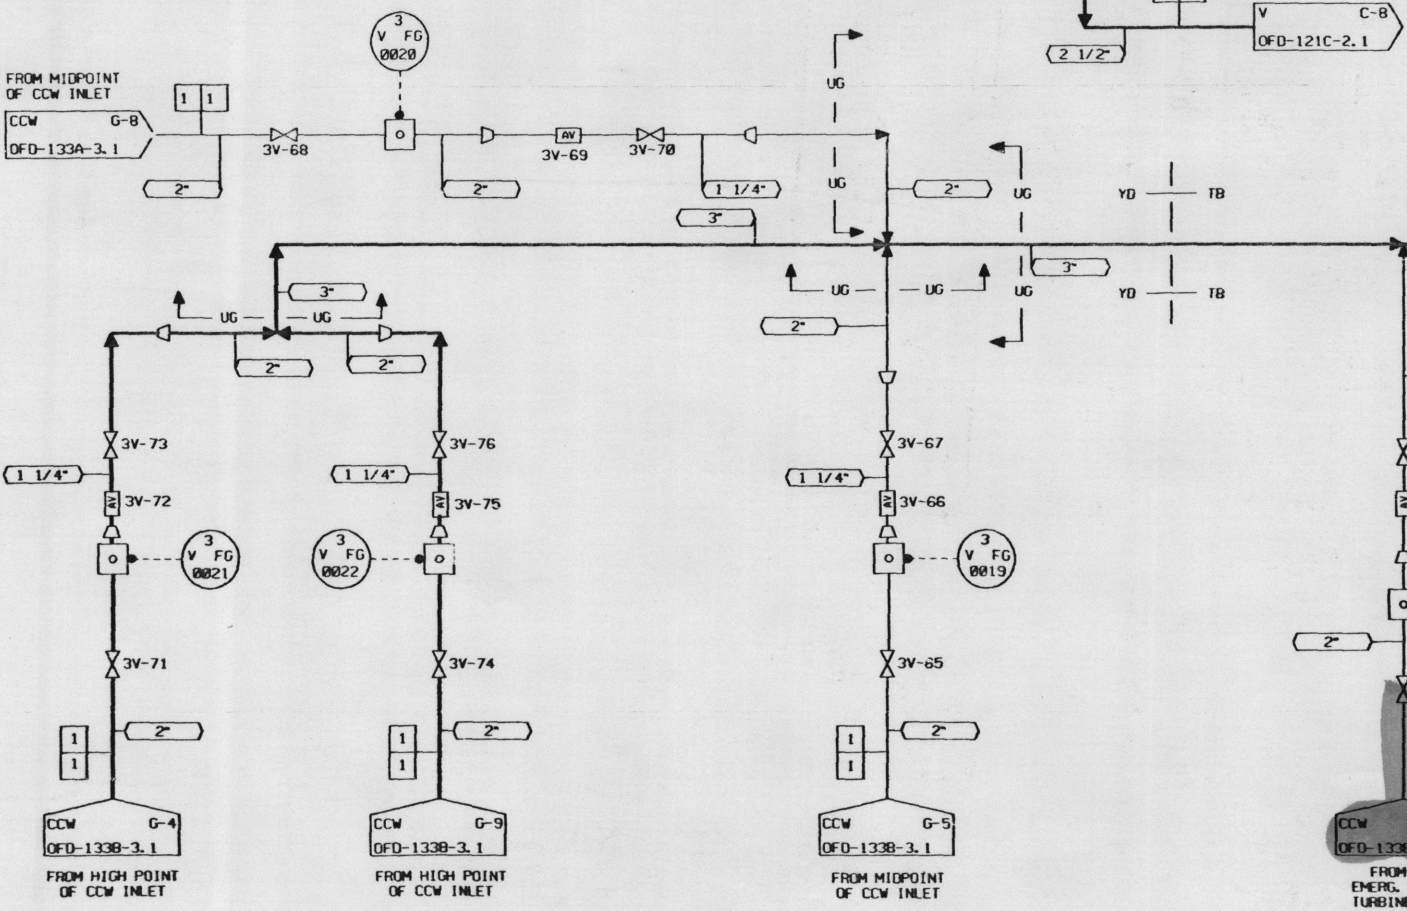 3
V FG
0020
V C-8
OFD-121C-2.1
2 1/2"
FROM MIDPOINT
OF CCW INLET
CCW G-8
OFD-133A-3.1
1 1
3V-68
AV
3V-69
3V-70
2"
2"
1 1/4"
UG
UG
2"
UG
YD TB
3"
3"
3"
UG UG
UG UG
UG
YD TB
2"
2"
2"
3V-73
3V-76
3V-67
1 1/4"
1 1/4"
1 1/4"
AV
3V-72
AV
3V-75
AV
3V-66
AV
3
V FG
0021
3
V FG
0022
3
V FG
0019
2"
3V-71
3V-74
3V-65
2"
2"
2"
1
1
1
1
1
1
CCW G-4
OFD-133B-3.1
CCW G-9
OFD-133B-3.1
CCW G-5
OFD-133B-3.1
CCW
OFD-133B
FROM HIGH POINT
OF CCW INLET
FROM HIGH POINT
OF CCW INLET
FROM MIDPOINT
OF CCW INLET
FROM
EMERG.
TURBINE